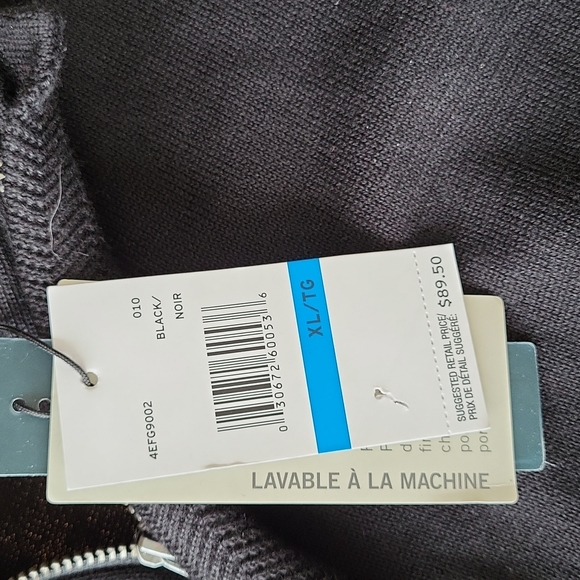 010
BLACK/
NOIR
4EFG9002
0 30672 60053 6
XL/TG
SUGGESTED RETAIL PRICE/
PRIX DE DÉTAIL SUGGÉRÉ:
$89.50
LAVABLE À LA MACHINE